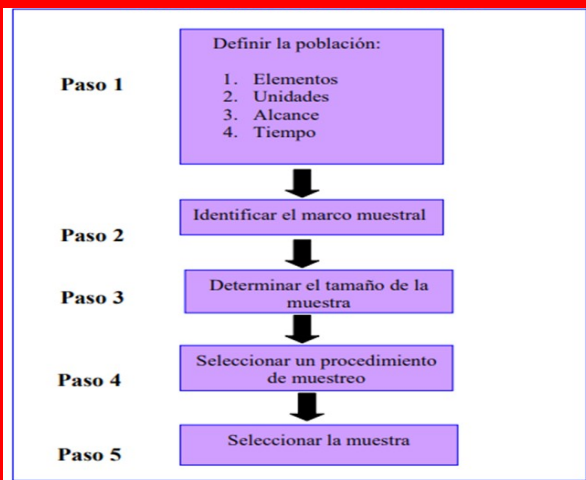 Paso 1
Definir la población:
1. Elementos
2. Unidades
3. Alcance
4. Tiempo
Paso 2
Identificar el marco muestral
Paso 3
Determinar el tamaño de la
muestra
Paso 4
Seleccionar un procedimiento
de muestreo
Paso 5
Seleccionar la muestra